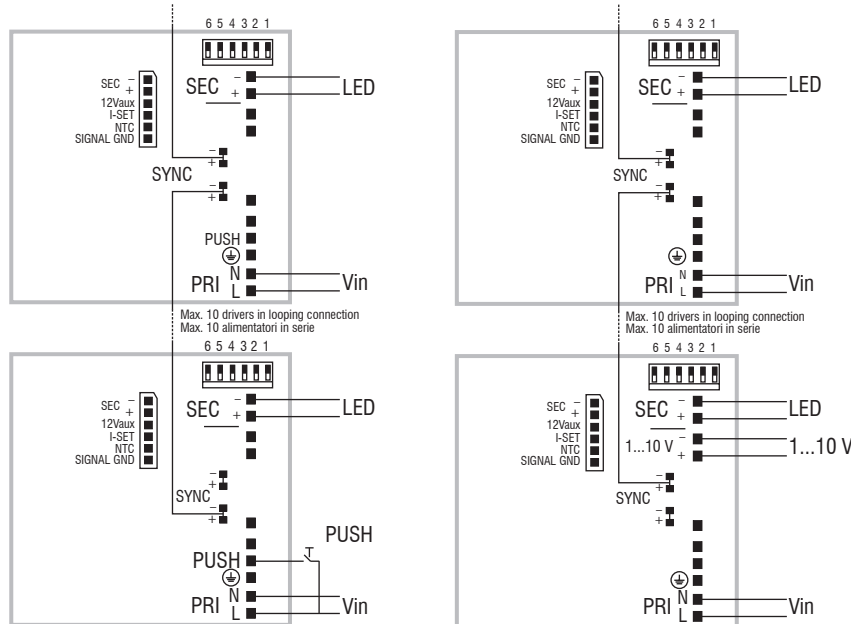 6 5 4 3 2 1
SEC -
+
12Vaux
I-SET
NTC
SIGNAL GND
SEC -
+
LED
-
+
SYNC
-
+
PUSH
N
PRI
L
Vin
Max. 10 drivers in looping connection
Max. 10 alimentatori in serie
6 5 4 3 2 1
SEC -
+
12Vaux
I-SET
NTC
SIGNAL GND
SEC -
+
LED
-
+
SYNC
-
+
PUSH
T
PUSH
N
PRI
L
Vin
6 5 4 3 2 1
SEC -
+
12Vaux
I-SET
NTC
SIGNAL GND
SEC -
+
LED
-
+
SYNC
-
+
N
PRI
L
Vin
Max. 10 drivers in looping connection
Max. 10 alimentatori in serie
6 5 4 3 2 1
SEC -
+
12Vaux
I-SET
NTC
SIGNAL GND
SEC -
+
LED
1...10 V -
+
1...10 V
-
+
SYNC
-
+
N
PRI
L
Vin